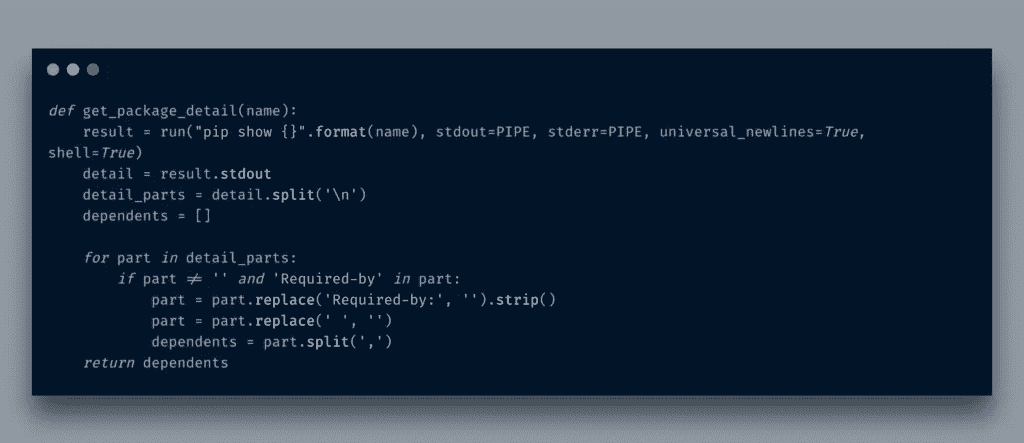 def get_package_detail(name):
    result = run("pip show {}".format(name), stdout=PIPE, stderr=PIPE, universal_newlines=True,
shell=True)
    detail = result.stdout
    detail_parts = detail.split('\n')
    dependents = []

    for part in detail_parts:
        if part ≠ '' and 'Required-by' in part:
            part = part.replace('Required-by:', '').strip()
            part = part.replace(' ', '')
            dependents = part.split(',')
    return dependents